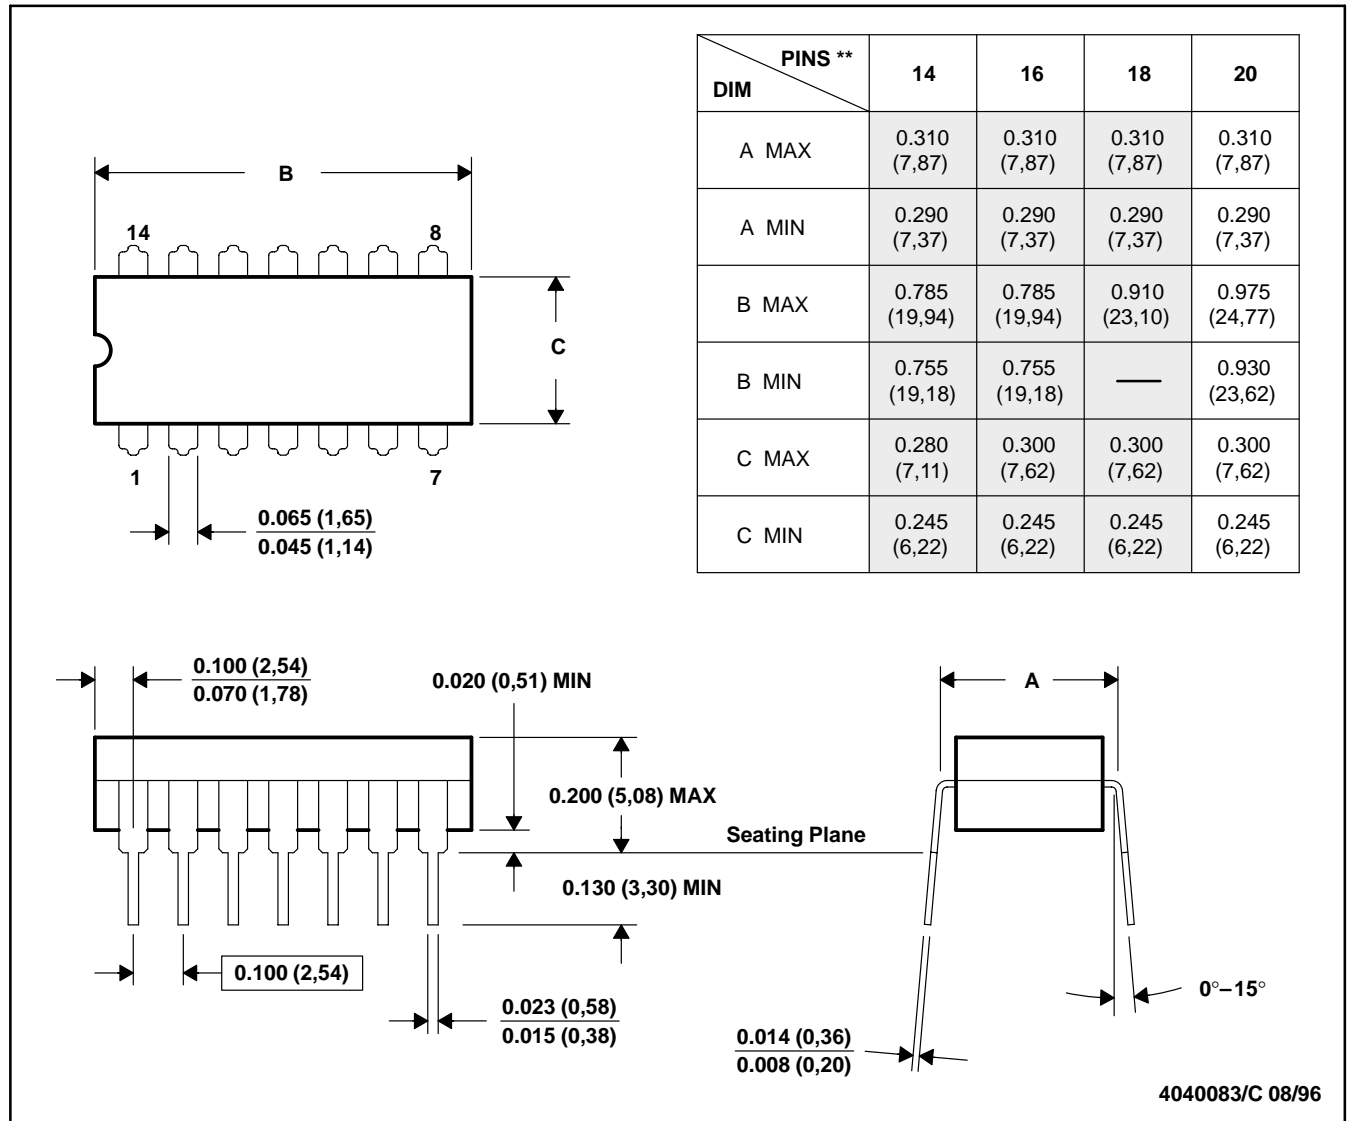 PINS **
DIM
14 16 18 20
A MAX 0.310 (7,87) 0.310 (7,87) 0.310 (7,87) 0.310 (7,87)
A MIN 0.290 (7,37) 0.290 (7,37) 0.290 (7,37) 0.290 (7,37)
B MAX 0.785 (19,94) 0.785 (19,94) 0.910 (23,10) 0.975 (24,77)
B MIN 0.755 (19,18) 0.755 (19,18) — 0.930 (23,62)
C MAX 0.280 (7,11) 0.300 (7,62) 0.300 (7,62) 0.300 (7,62)
C MIN 0.245 (6,22) 0.245 (6,22) 0.245 (6,22) 0.245 (6,22)
B
14 8
C
1 7
0.065 (1,65)
0.045 (1,14)
0.100 (2,54)
0.070 (1,78)
0.020 (0,51) MIN
A
0.200 (5,08) MAX
Seating Plane
0.130 (3,30) MIN
0.100 (2,54)
0.023 (0,58)
0.015 (0,38)
0°–15°
0.014 (0,36)
0.008 (0,20)
4040083/C 08/96